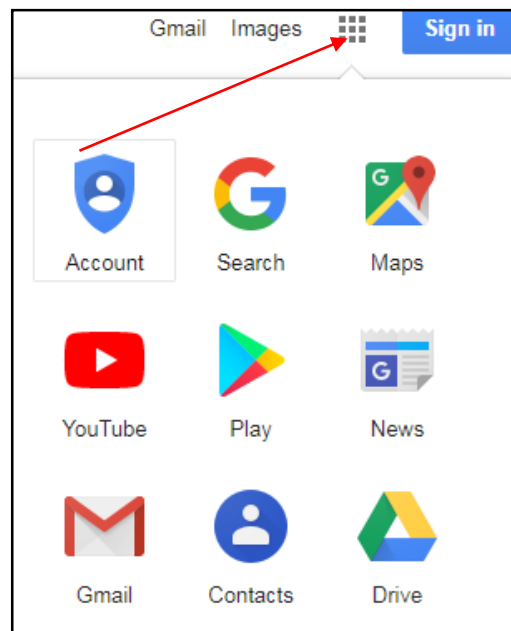 Gmail Images Sign in
Account Search Maps
YouTube Play News
Gmail Contacts Drive